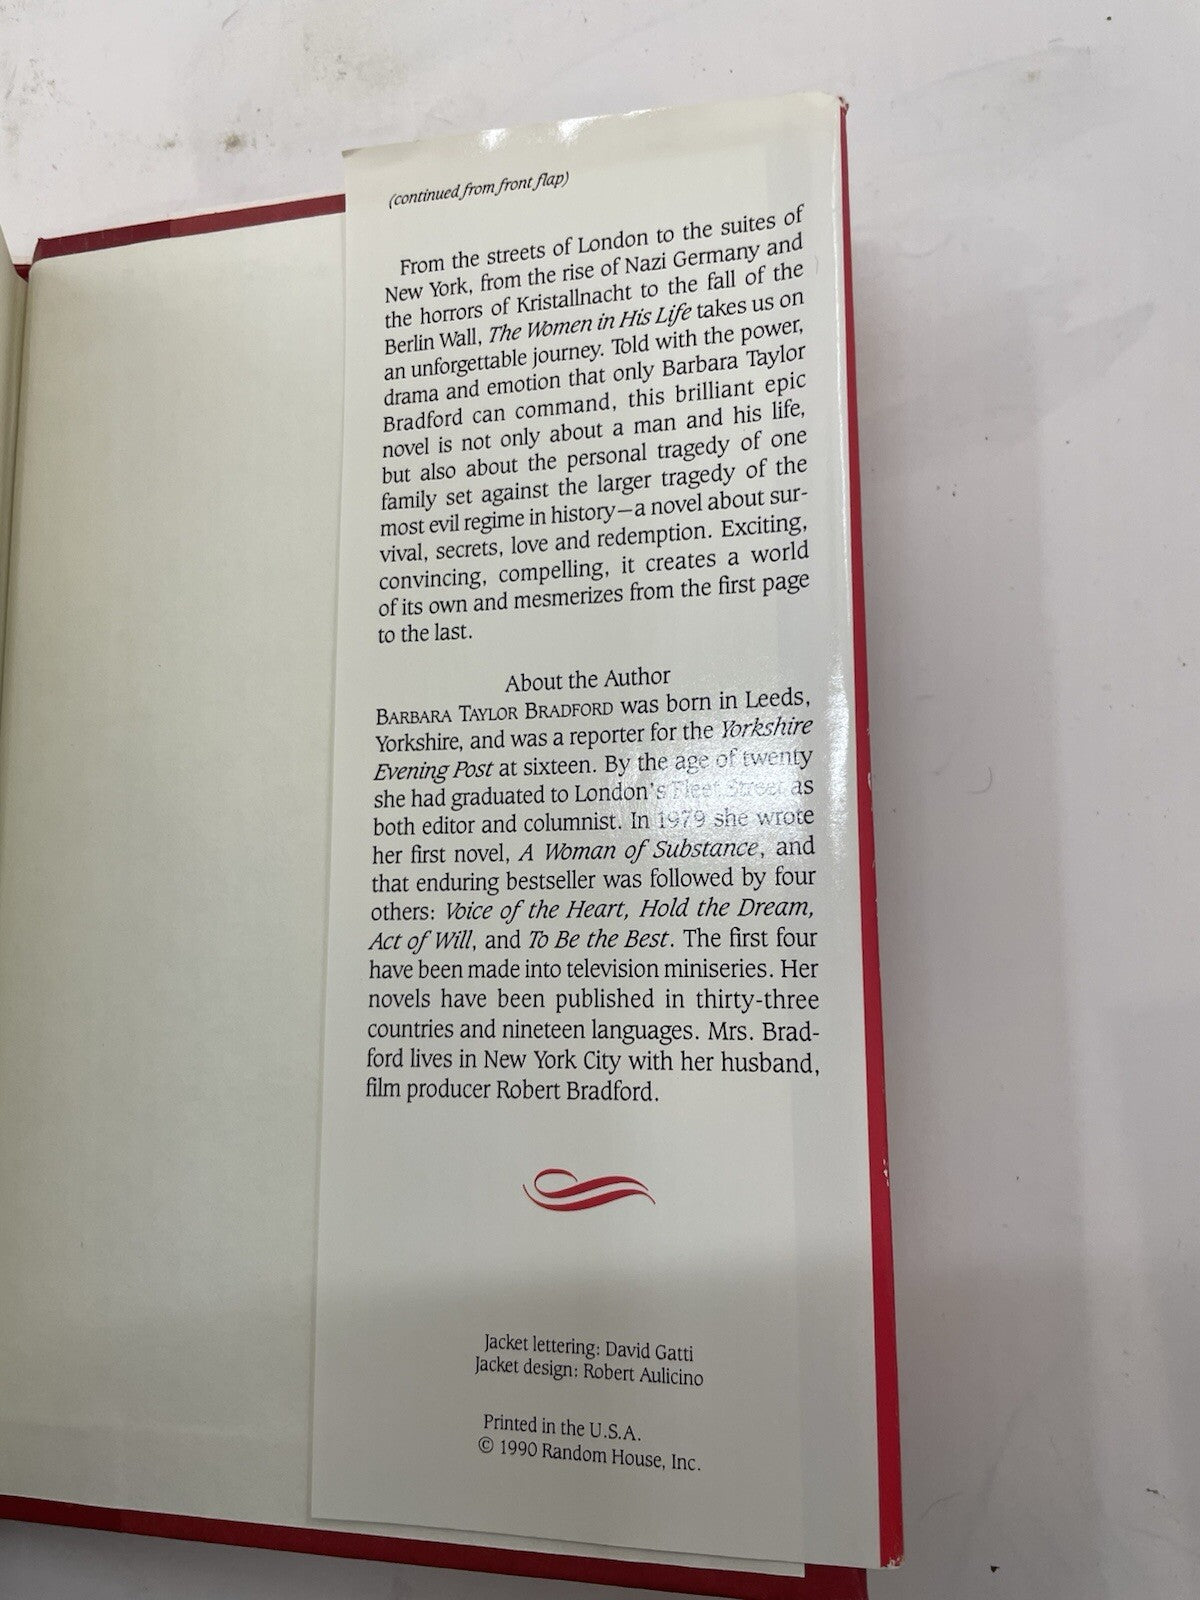 (continued from front flap)
From the streets of London to the suites of
New York, from the rise of Nazi Germany and
the horrors of Kristallnacht to the fall of the
Berlin Wall, The Women in His Life takes us on
an unforgettable journey. Told with the power,
drama and emotion that only Barbara Taylor
Bradford can command, this brilliant epic
novel is not only about a man and his life,
but also about the personal tragedy of one
family set against the larger tragedy of the
most evil regime in history—a novel about sur-
vival, secrets, love and redemption. Exciting,
convincing, compelling, it creates a world
of its own and mesmerizes from the first page
to the last.
About the Author
BARBARA TAYLOR BRADFORD was born in Leeds,
Yorkshire, and was a reporter for the Yorkshire
Evening Post at sixteen. By the age of twenty
she had graduated to London's Fleet Street as
both editor and columnist. In 1979 she wrote
her first novel, A Woman of Substance, and
that enduring bestseller was followed by four
others: Voice of the Heart, Hold the Dream,
Act of Will, and To Be the Best. The first four
have been made into television miniseries. Her
novels have been published in thirty-three
countries and nineteen languages. Mrs. Brad-
ford lives in New York City with her husband,
film producer Robert Bradford.
Jacket lettering: David Gatti
Jacket design: Robert Aulicino
Printed in the U.S.A.
© 1990 Random House, Inc.